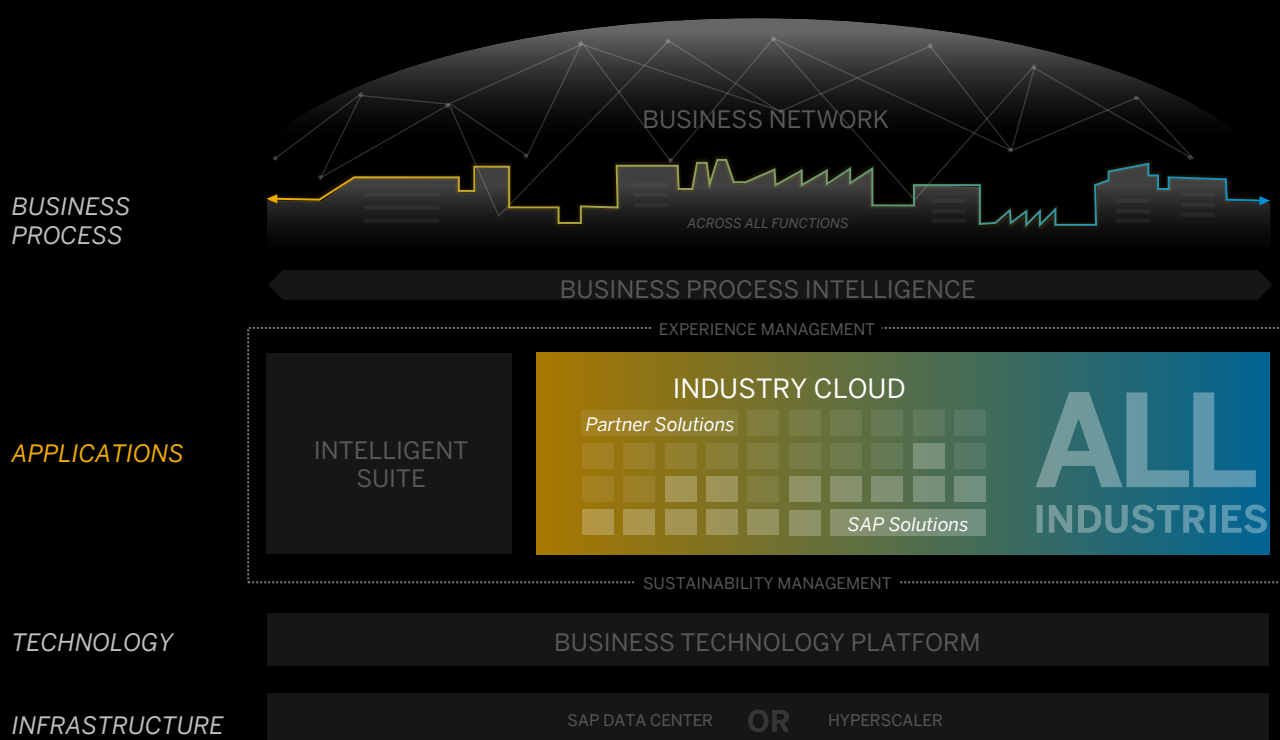 BUSINESS NETWORK
BUSINESS
PROCESS
ACROSS ALL FUNCTIONS
BUSINESS PROCESS INTELLIGENCE
EXPERIENCE MANAGEMENT
APPLICATIONS
INTELLIGENT
SUITE
INDUSTRY CLOUD
Partner Solutions
SAP Solutions
ALL
INDUSTRIES
SUSTAINABILITY MANAGEMENT
TECHNOLOGY
BUSINESS TECHNOLOGY PLATFORM
INFRASTRUCTURE
SAP DATA CENTER OR HYPERSCALER